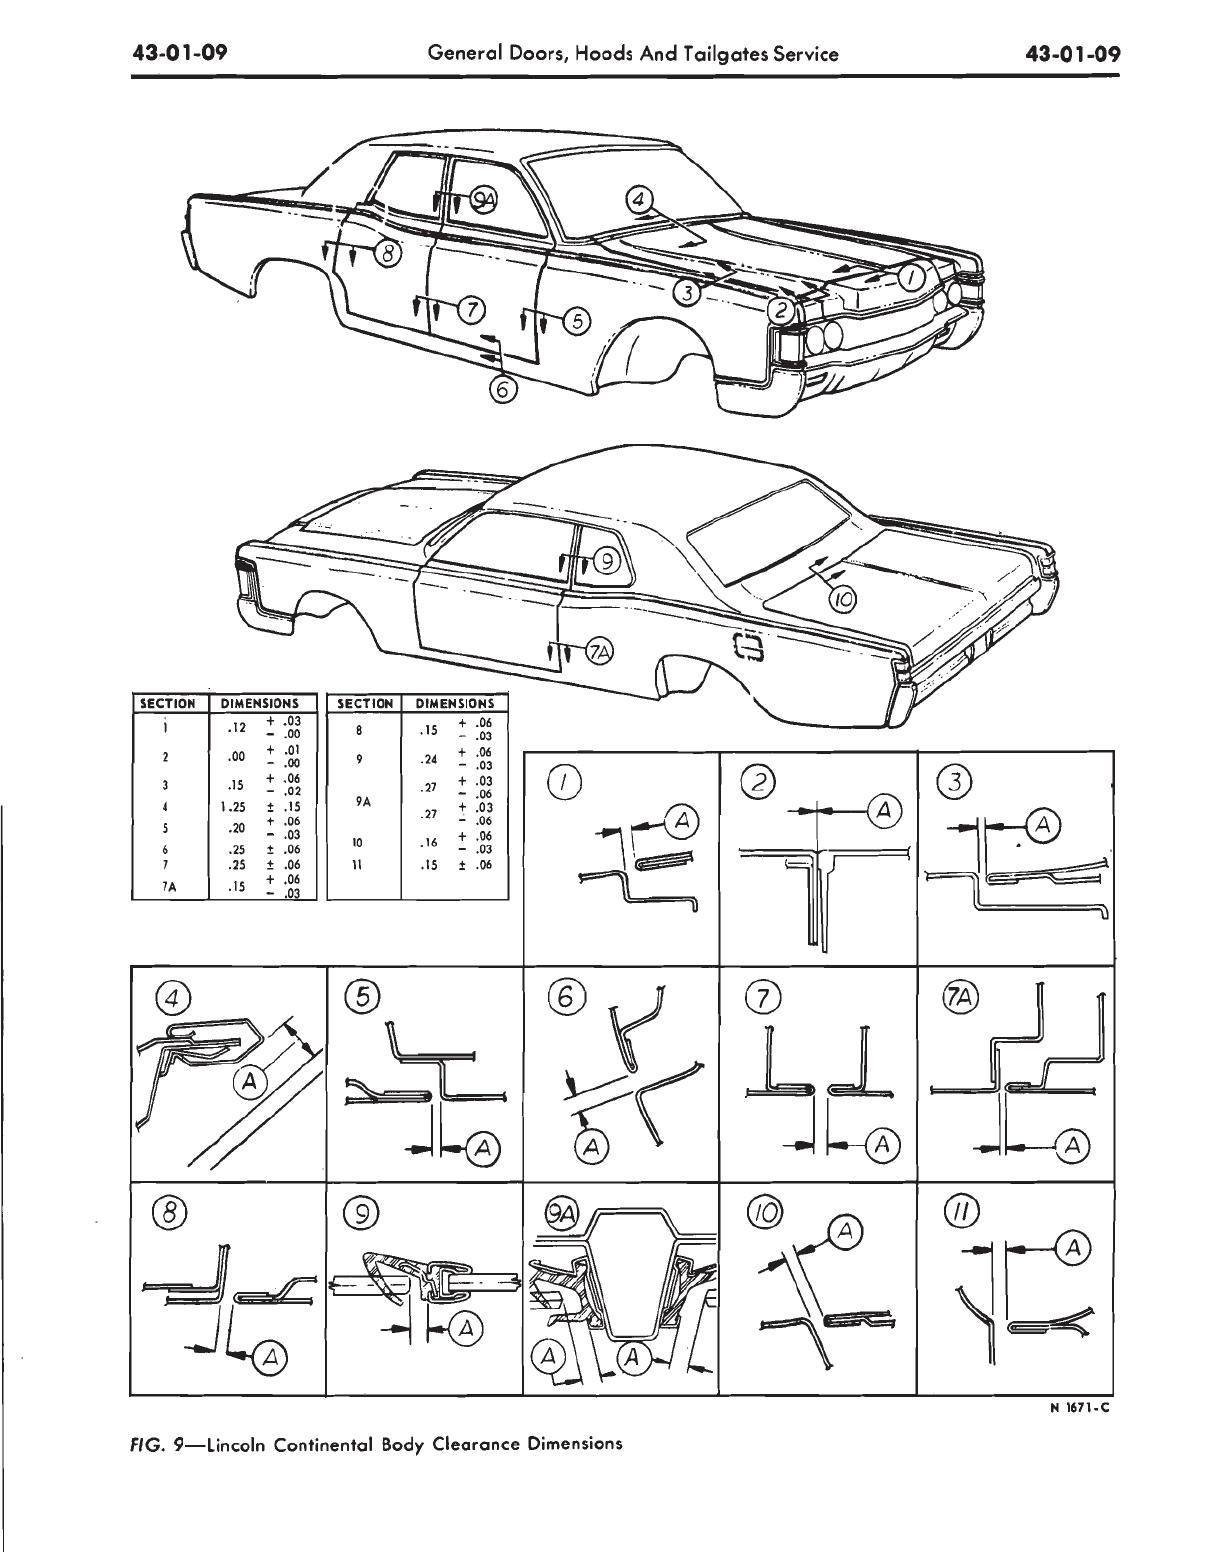 43-01-09 General Doors, Hoods And Tailgates Service 43-01-09
9A
4
8
1
3
7
2
5
6
9
10
7A
SECTION DIMENSIONS SECTION DIMENSIONS
1 .12 + .03 - .00
2 .00 + .01 - .00
3 .15 + .06 - .02
4 1.25 ± .15
5 .20 + .06 - .03
6 .25 ± .06
7 .25 ± .06
7A .15 + .06 - .03
8 .15 + .06 - .03
9 .24 + .06 - .03
9A .27 + .03 - .06
.27 + .03 - .06
10 .16 + .06 - .03
11 .15 ± .06
1 A
2 A
3 A
4 A
5 A
6 A
7 A
7A A
8 A
9 A
9A A A
10 A
11 A
N 1671-C
FIG. 9—Lincoln Continental Body Clearance Dimensions